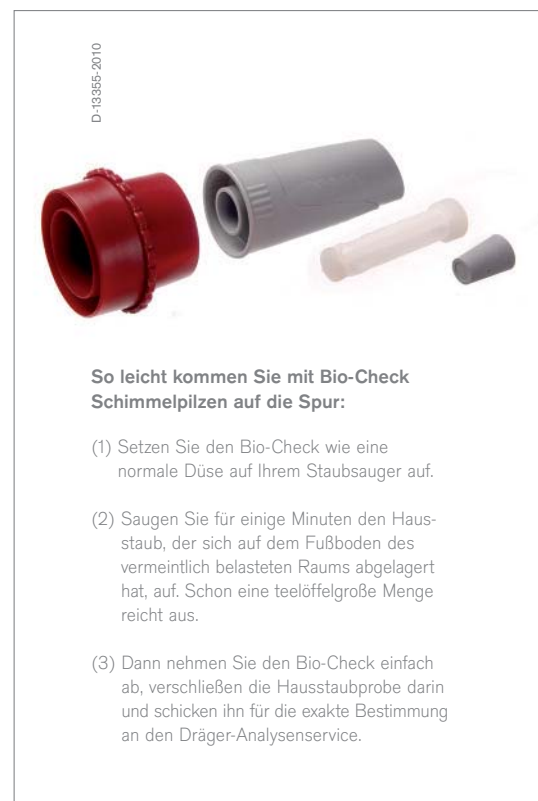 D-13355-2010
So leicht kommen Sie mit Bio-Check
Schimmelpilzen auf die Spur:
(1) Setzen Sie den Bio-Check wie eine
normale Düse auf Ihrem Staubsauger auf.
(2) Saugen Sie für einige Minuten den Haus-
staub, der sich auf dem Fußboden des
vermeintlich belasteten Raums abgelagert
hat, auf. Schon eine teelöffelgroße Menge
reicht aus.
(3) Dann nehmen Sie den Bio-Check einfach
ab, verschließen die Hausstaubprobe darin
und schicken ihn für die exakte Bestimmung
an den Dräger-Analysenservice.